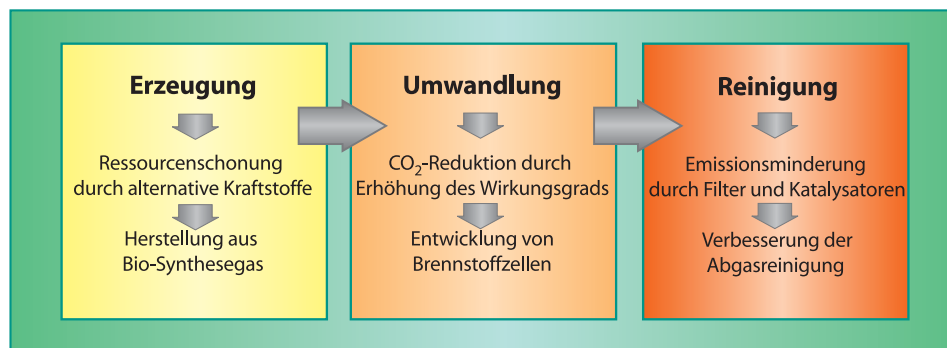 Erzeugung
Ressourcenschonung
durch alternative Kraftstoffe
Herstellung aus
Bio-Synthesegas
Umwandlung
CO₂-Reduktion durch
Erhöhung des Wirkungsgrads
Entwicklung von
Brennstoffzellen
Reinigung
Emissionsminderung
durch Filter und Katalysatoren
Verbesserung der
Abgasreinigung